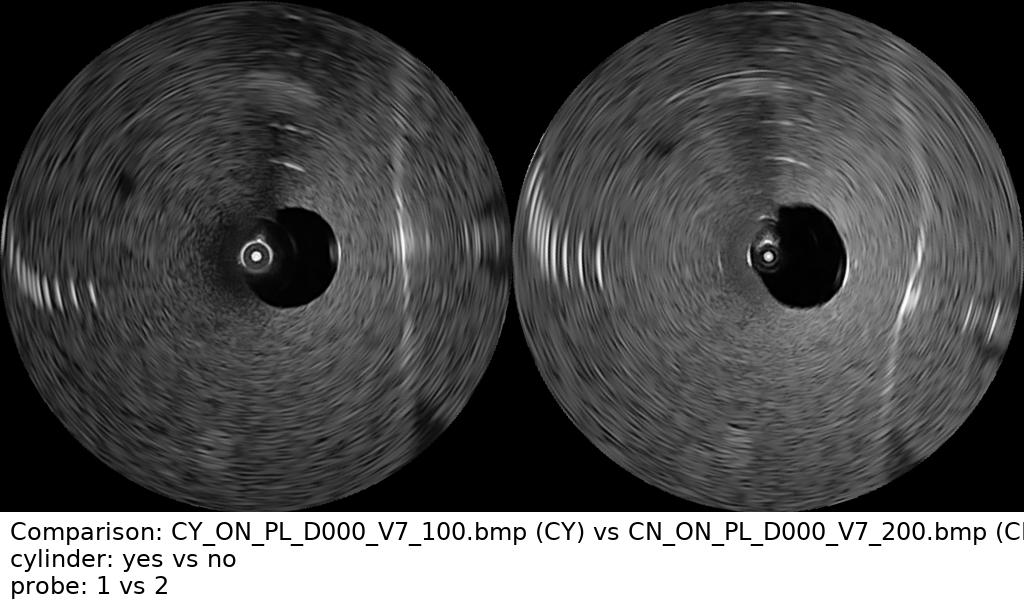 Comparison: CY_ON_PL_D000_V7_100.bmp (CY) vs CN_ON_PL_D000_V7_200.bmp
cylinder: yes vs no
probe: 1 vs 2